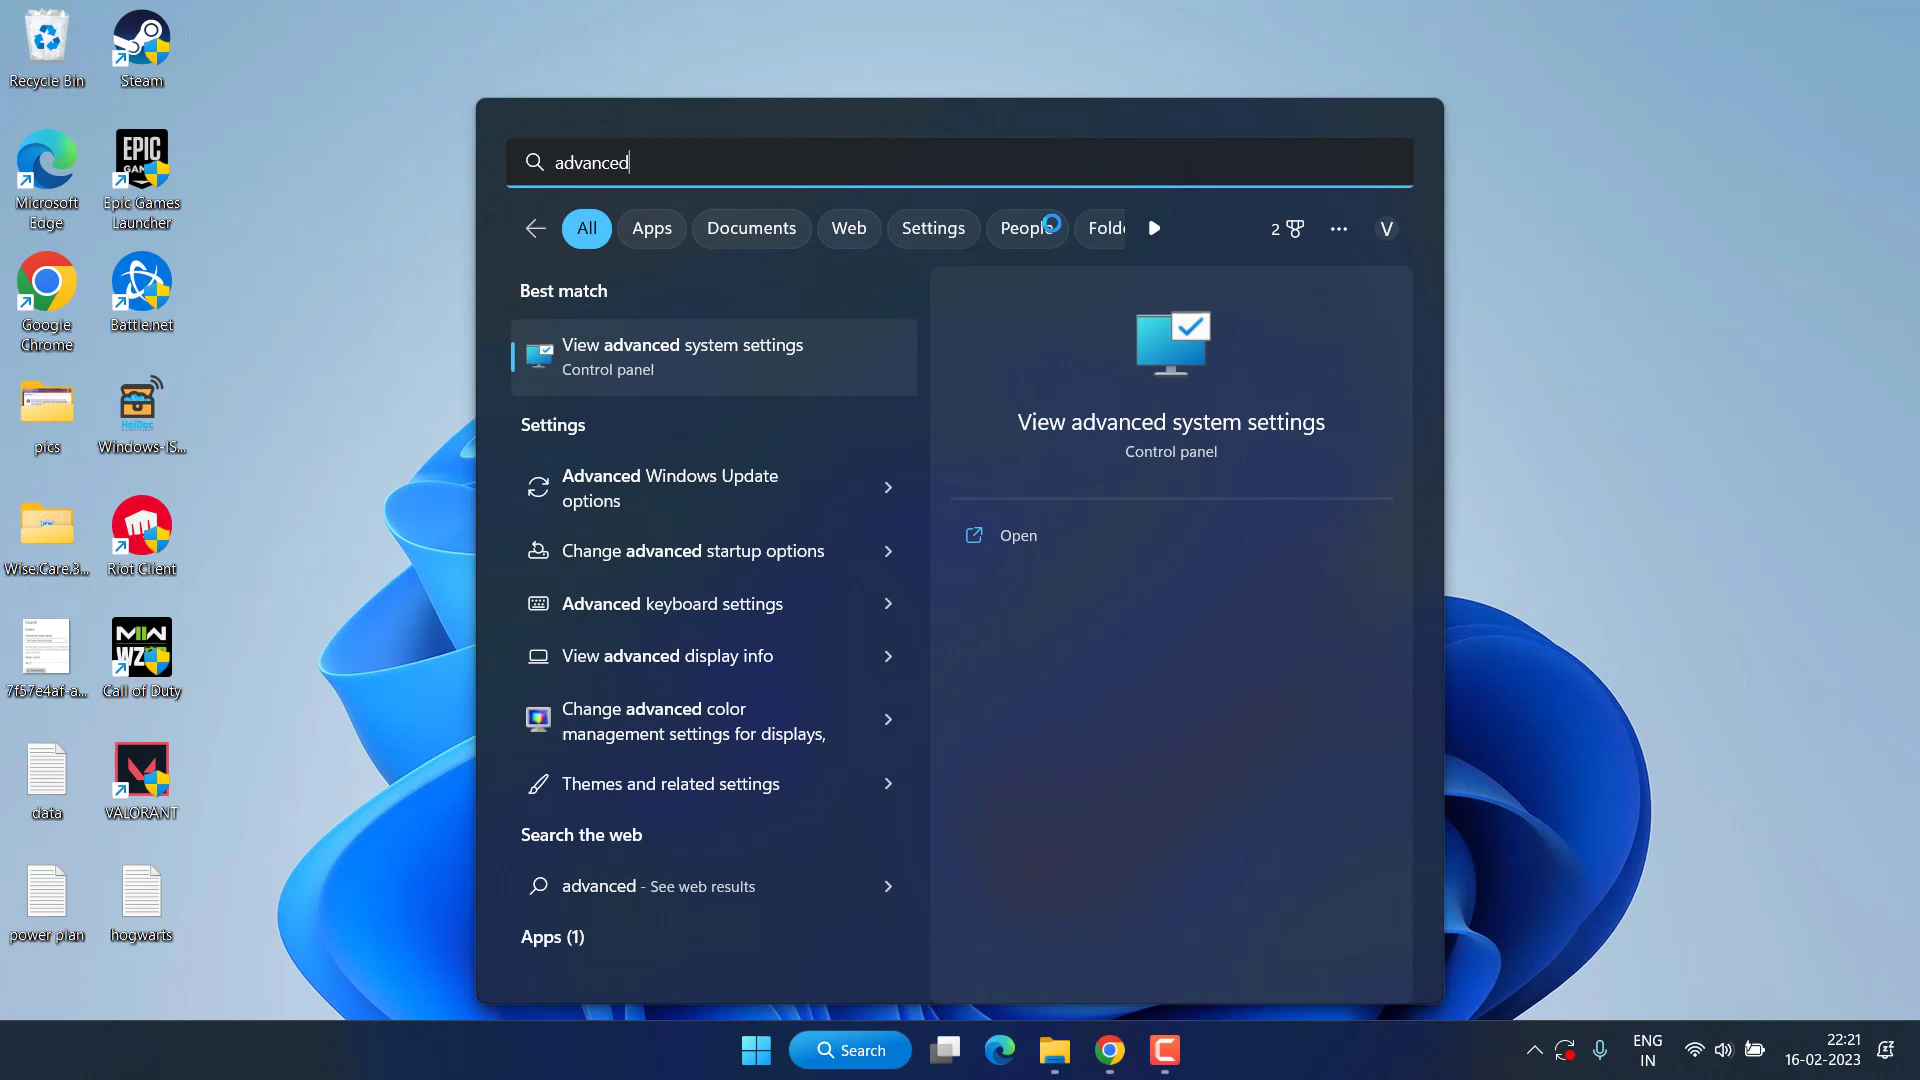 Recycle Bin
Steam
Microsoft
Edge
EPIC
Epic Games
Launcher
Google
Chrome
Battle.net
pics
HeiDoc
Windows-IS...
Wise.Care.3...
Riot Client
7f57e4af-a...
MW
WZ
Call of Duty
data
VALORANT
power plan
hogwarts
advanced
All
Apps
Documents
Web
Settings
People
Folde
2
V
Best match
View advanced system settings
Control panel
Settings
Advanced Windows Update
options
Change advanced startup options
Advanced keyboard settings
View advanced display info
Change advanced color
management settings for displays,
Themes and related settings
Search the web
advanced - See web results
Apps (1)
View advanced system settings
Control panel
Open
Search
ENG
IN
22:21
16-02-2023